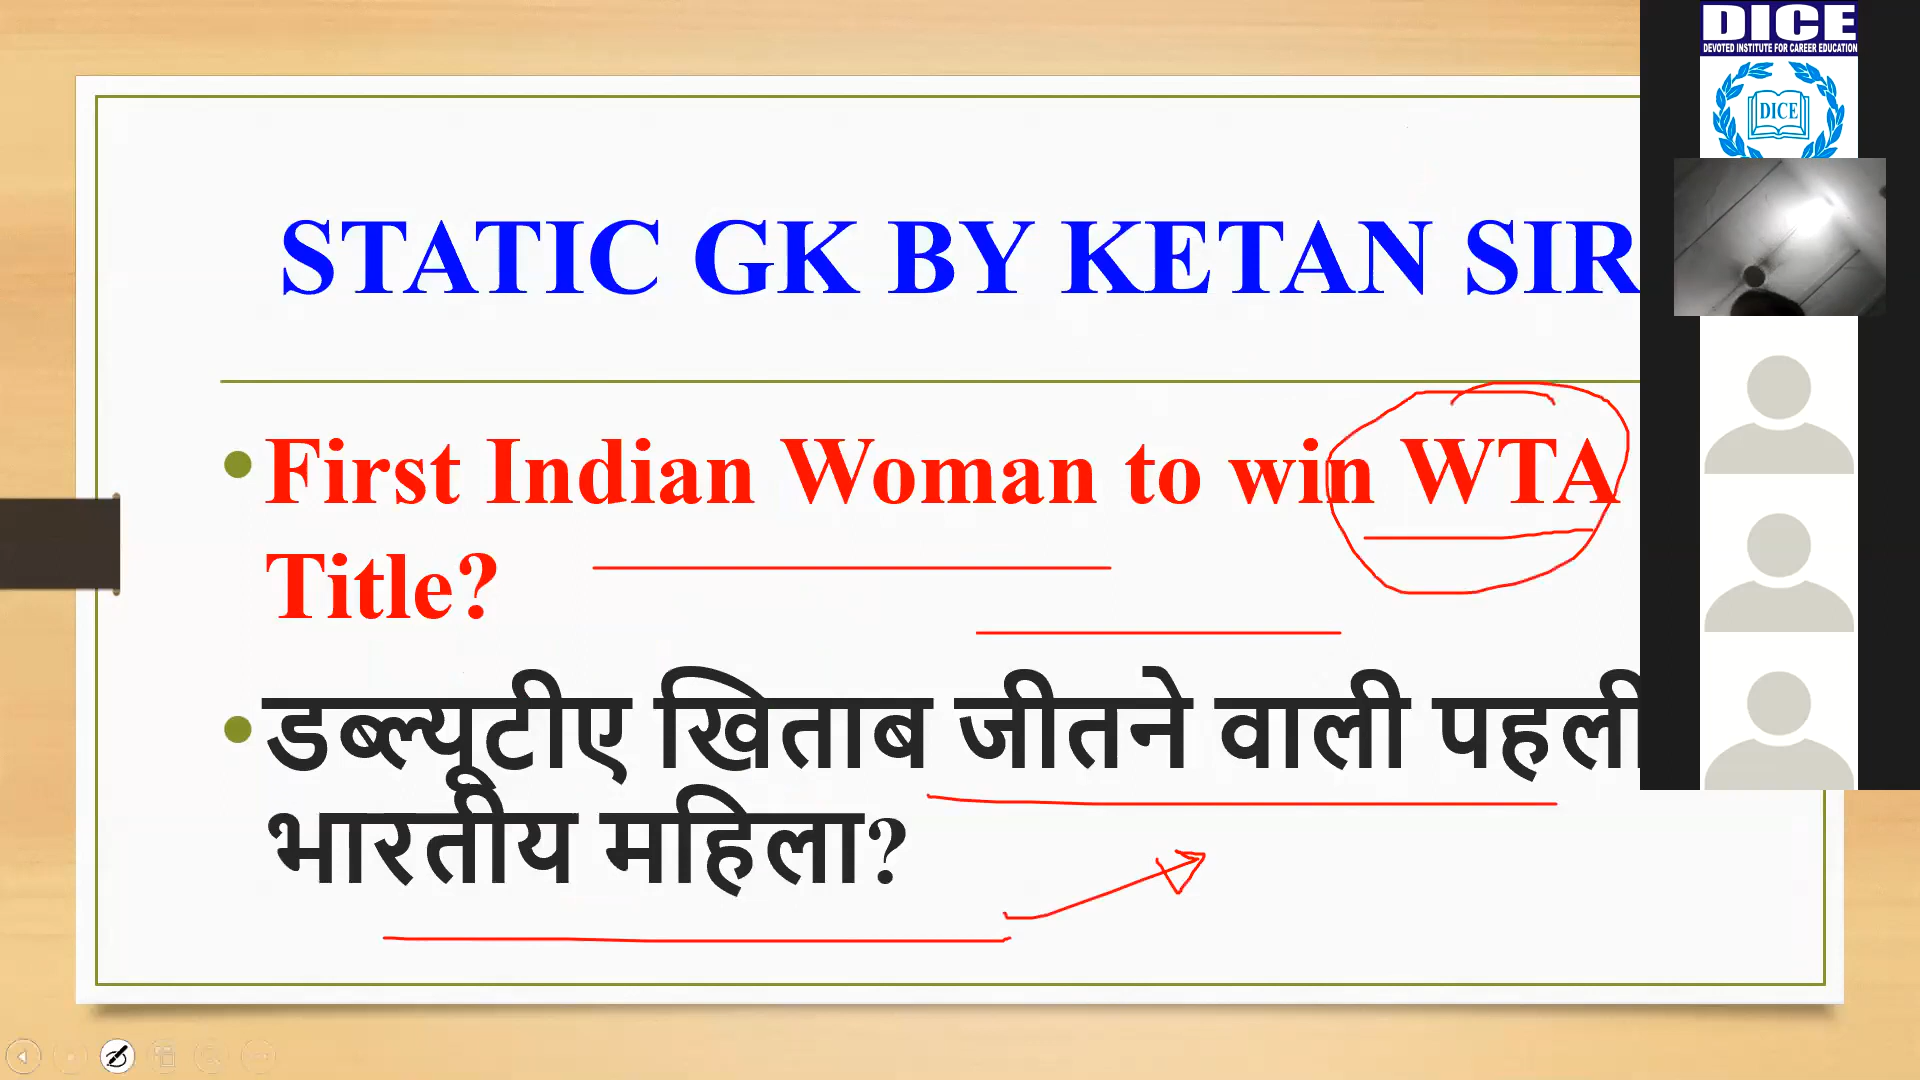 STATIC GK BY KETAN SIR
First Indian Woman to win WTA
Title?
डब्ल्यूटीए खिताब जीतने वाली पहली
भारतीय महिला?
DICE
DEVOTED INSTITUTE FOR CAREER EDUCATION
DICE